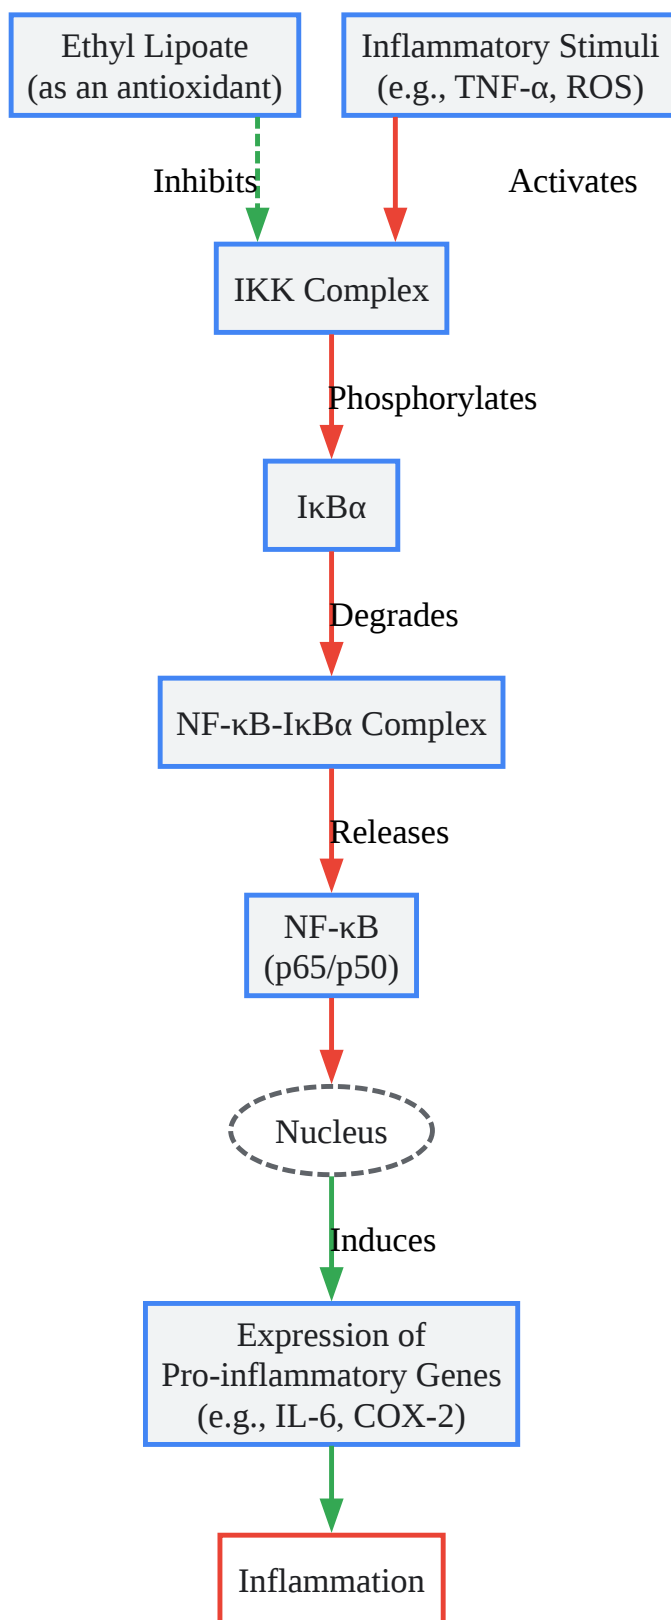 Ethyl Lipoate
(as an antioxidant)
Inflammatory Stimuli
(e.g., TNF-α, ROS)
Inhibits
Activates
IKK Complex
Phosphorylates
IκBα
Degrades
NF-κB-IκBα Complex
Releases
NF-κB
(p65/p50)
Nucleus
Induces
Expression of
Pro-inflammatory Genes
(e.g., IL-6, COX-2)
Inflammation